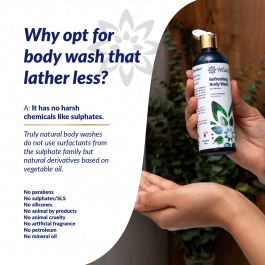 Why opt for
body wash that
lather less?
A: It has no harsh
chemicals like sulphates.
Truly natural body washes
do not use surfactants from
the sulphate family but
natural derivatives based on
vegetable oil.
No parabens
No sulphates/SLS
No silicones
No animal by products
No animal cruelty
No artificial fragrance
No petroleum
No mineral oil
Refreshing
Body Wash